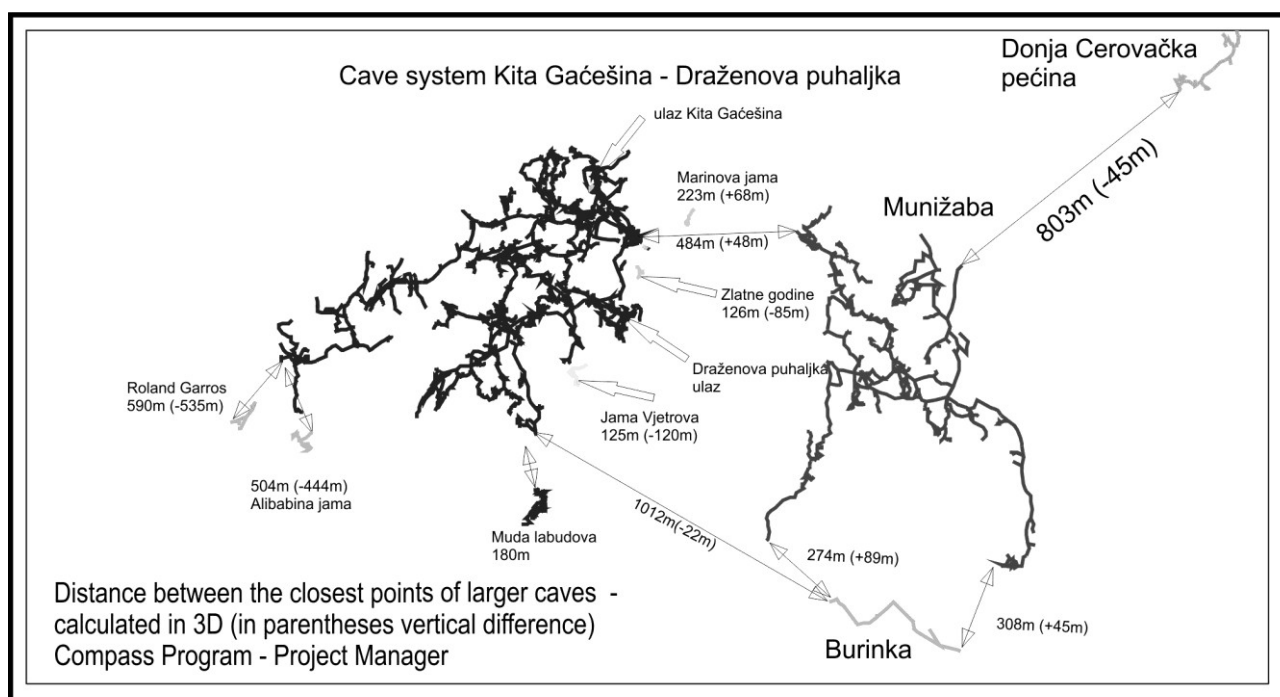 Donja Cerovačka
pećina
Cave system Kita Gaćešina - Draženova puhaljka
ulaz Kita Gaćešina
Marinova jama
223m (+68m)
803m (-45m)
Munižaba
484m (+48m)
Zlatne godine
126m (-85m)
Draženova puhaljka
ulaz
Roland Garros
590m (-535m)
Jama Vjetrova
125m (-120m)
504m (-444m)
Alibabina jama
1012m(-22m)
Muda labudova
180m
274m (+89m)
308m (+45m)
Burinka
Distance between the closest points of larger caves -
calculated in 3D (in parentheses vertical difference)
Compass Program - Project Manager